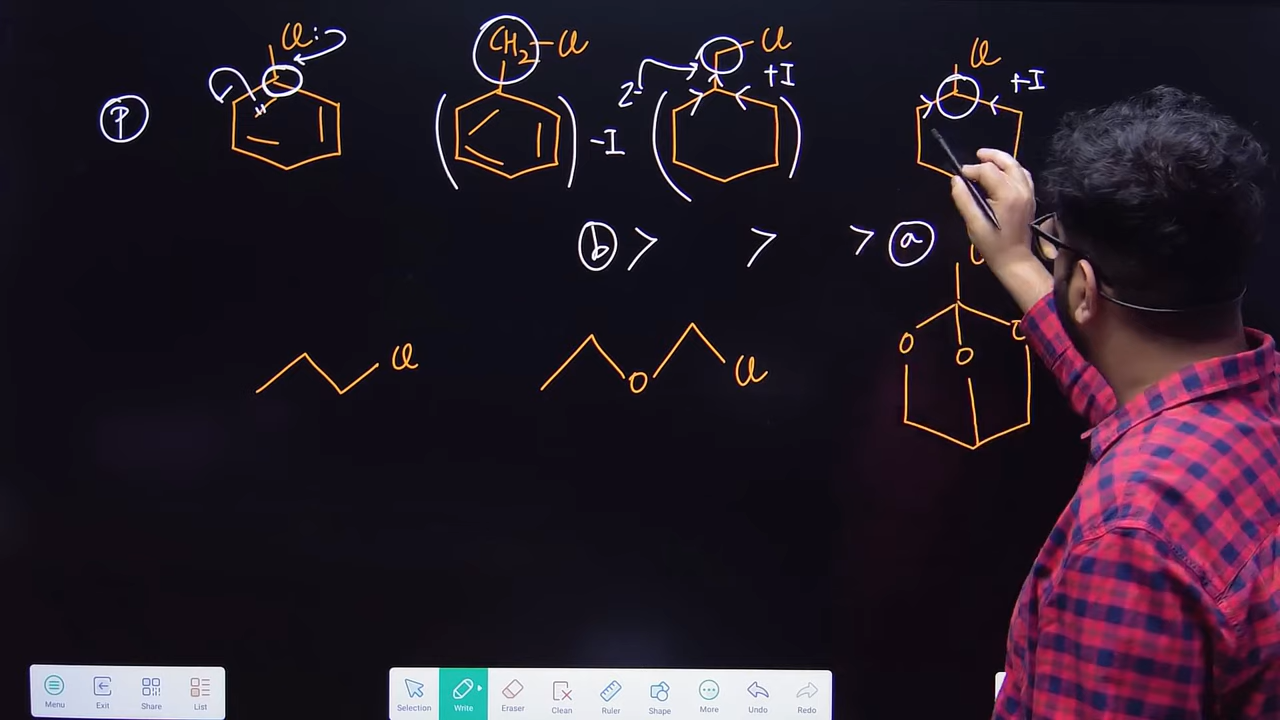 Cl:
CH2-Cl
Cl
Cl
P
2-
+I
+I
-I
b > > > a
Cl
O
Cl
O
O
O
Menu
Exit
Share
List
Selection
Write
Eraser
Clean
Ruler
Shape
More
Undo
Redo